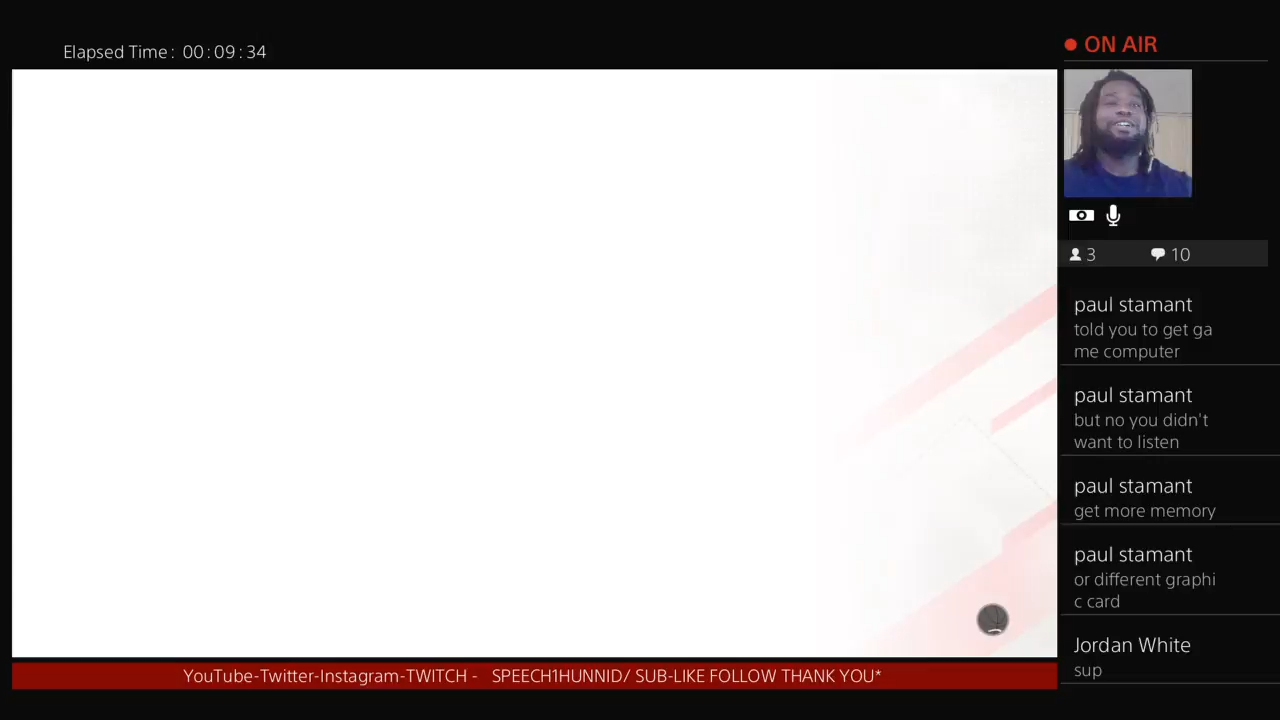 Elapsed Time: 00:09:34
ON AIR
3 10
paul stamant
told you to get ga
me computer
paul stamant
but no you didn't
want to listen
paul stamant
get more memory
paul stamant
or different graphi
c card
Jordan White
sup
YouTube-Twitter-Instagram-TWITCH - SPEECH1HUNNID/ SUB-LIKE FOLLOW THANK YOU*